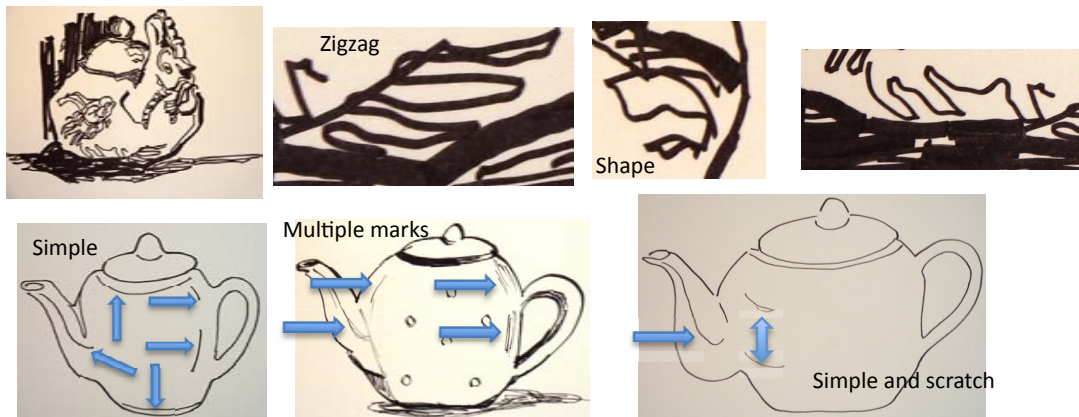 Zigzag
Shape
Simple
Multiple marks
Simple and scratch